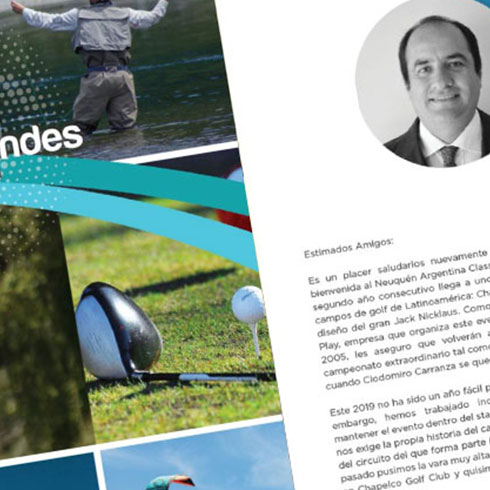 ndes
Estimados Amigos:
Es un placer saludarlos nuevamente
bienvenida al Neuquén Argentina Clas
segundo año consecutivo llega a uno
campos de golf de Latinoamérica: Ch
diseño del gran Jack Nicklaus. Como
Play, empresa que organiza este eve
2005, les aseguro que volverán a
campeonato extraordinario tal como
cuando Clodomiro Carranza se que
Este 2019 no ha sido un año fácil p
embargo, hemos trabajado inc
mantener el evento dentro del sta
nos exige la propia historia del ca
del circuito del que forma parte
pasado pusimos la vara muy alta
en Chapelco Golf Club y quisim